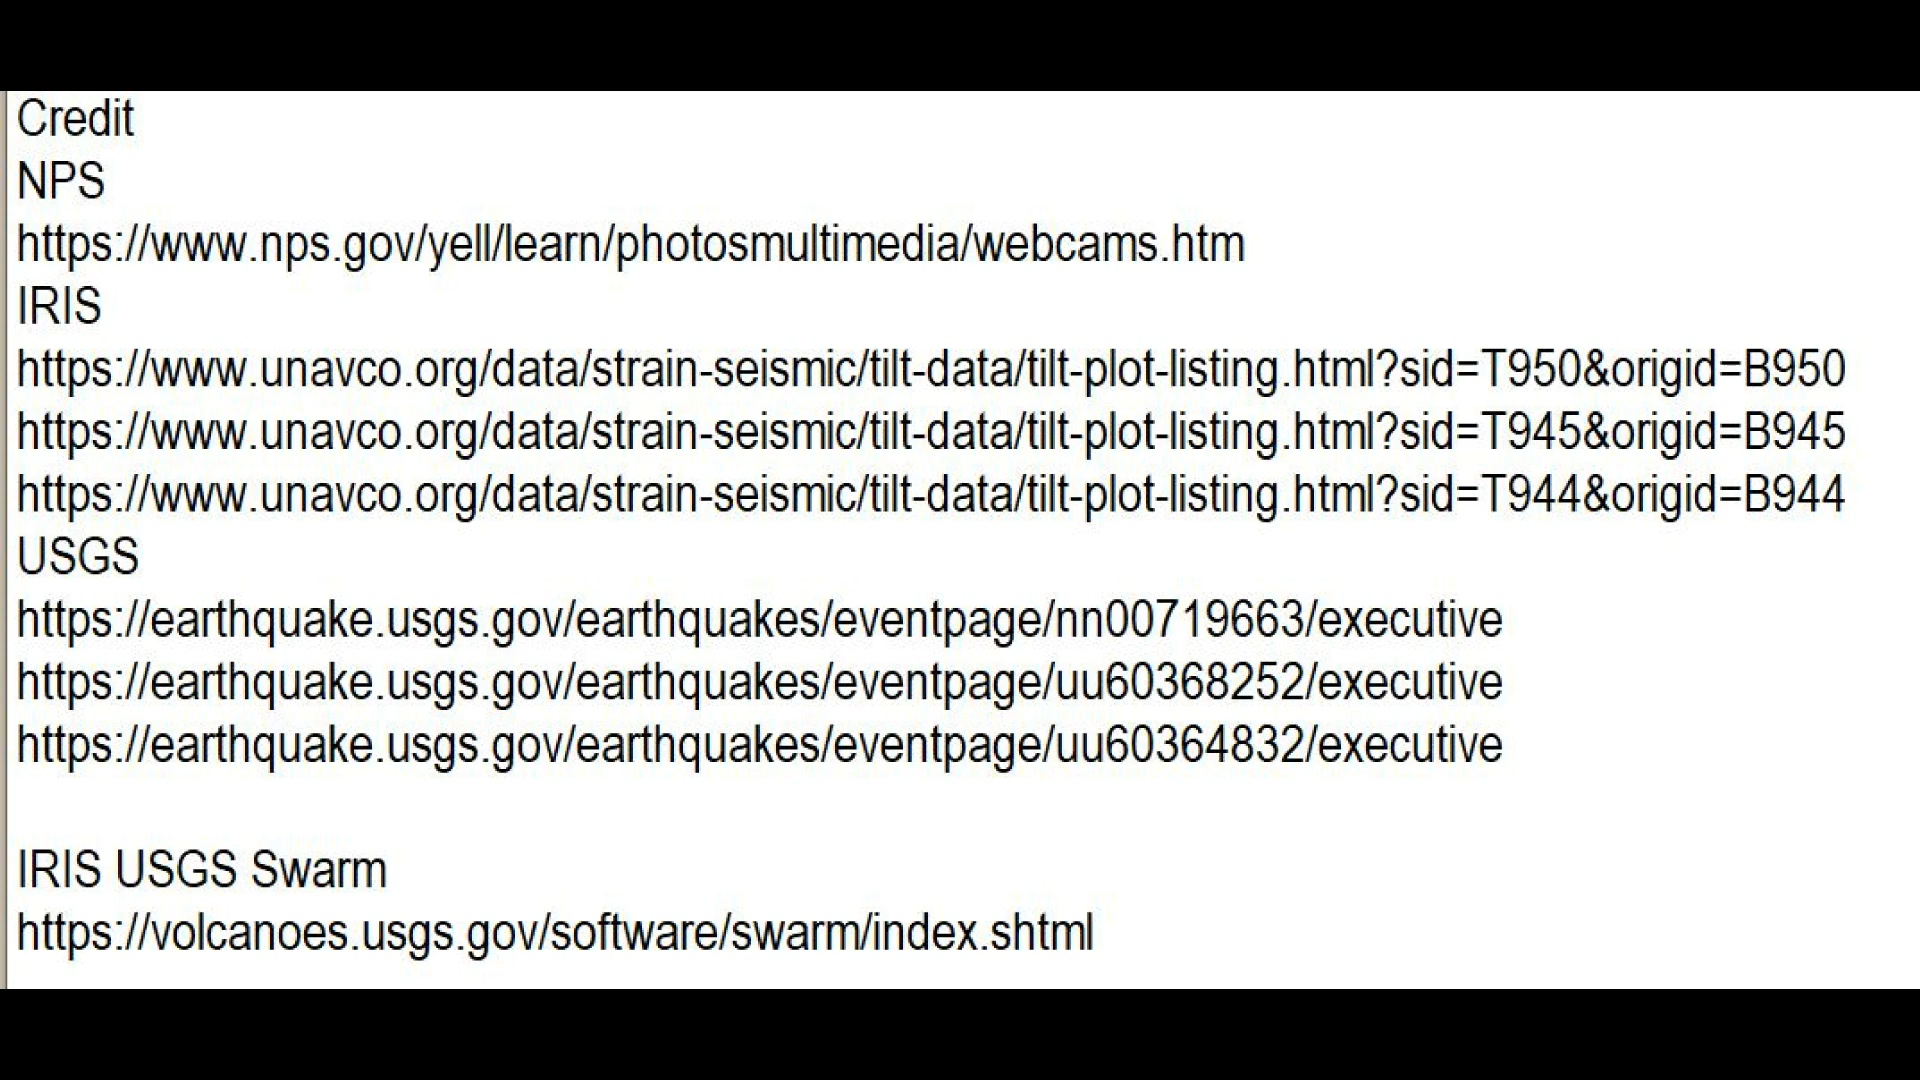 Credit
NPS
https://www.nps.gov/yell/learn/photosmultimedia/webcams.htm
IRIS
https://www.unavco.org/data/strain-seismic/tilt-data/tilt-plot-listing.html?sid=T950&origid=B950
https://www.unavco.org/data/strain-seismic/tilt-data/tilt-plot-listing.html?sid=T945&origid=B945
https://www.unavco.org/data/strain-seismic/tilt-data/tilt-plot-listing.html?sid=T944&origid=B944
USGS
https://earthquake.usgs.gov/earthquakes/eventpage/nn00719663/executive
https://earthquake.usgs.gov/earthquakes/eventpage/uu60368252/executive
https://earthquake.usgs.gov/earthquakes/eventpage/uu60364832/executive
IRIS USGS Swarm
https://volcanoes.usgs.gov/software/swarm/index.shtml